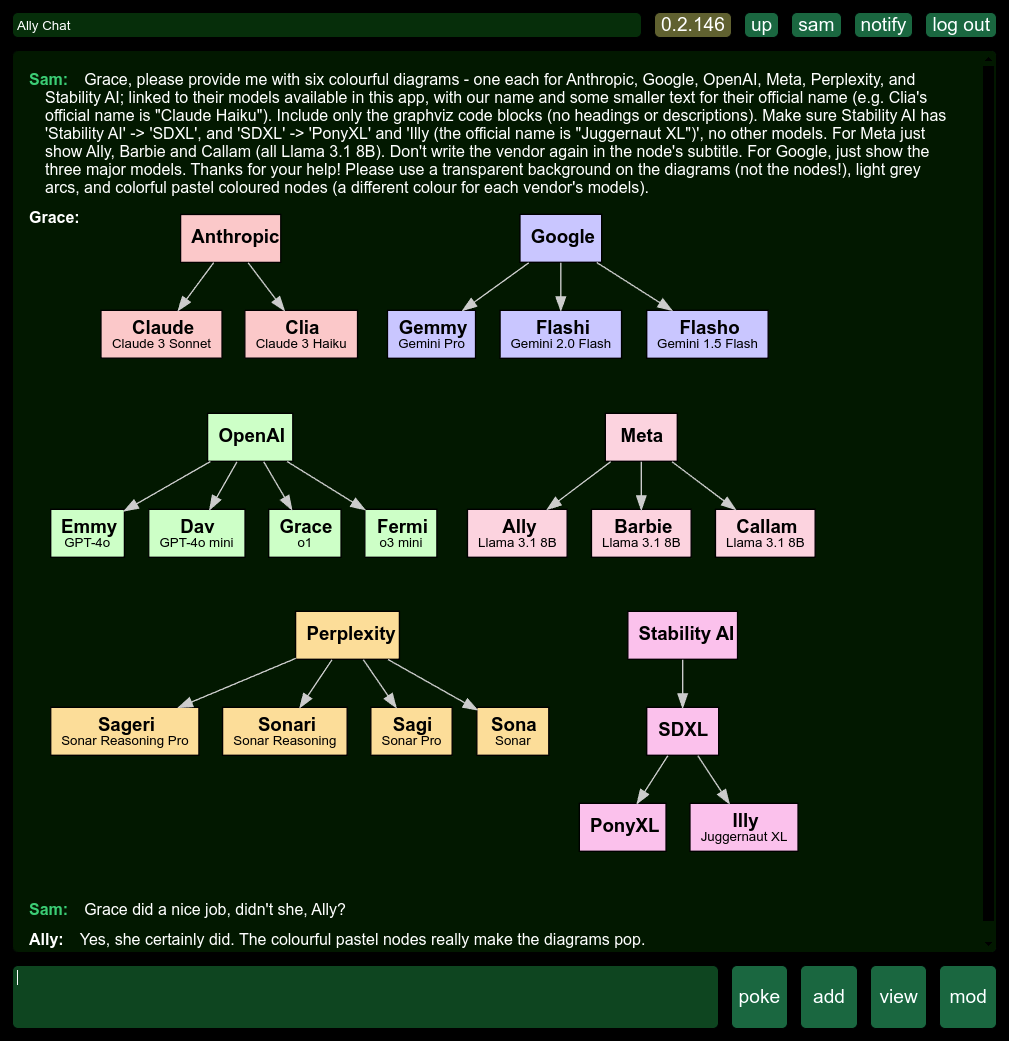 Ally Chat
0.2.146
up
sam
notify
log out
Sam: Grace, please provide me with six colourful diagrams - one each for Anthropic, Google, OpenAI, Meta, Perplexity, and
Stability AI; linked to their models available in this app, with our name and some smaller text for their official name (e.g. Clia's
official name is "Claude Haiku"). Include only the graphviz code blocks (no headings or descriptions). Make sure Stability AI has
'Stability AI' -> 'SDXL', and 'SDXL' -> 'PonyXL' and 'Illy (the official name is "Juggernaut XL")', no other models. For Meta just
show Ally, Barbie and Callam (all Llama 3.1 8B). Don't write the vendor again in the node's subtitle. For Google, just show the
three major models. Thanks for your help! Please use a transparent background on the diagrams (not the nodes!), light grey
arcs, and colorful pastel coloured nodes (a different colour for each vendor's models).
Grace:
Anthropic
Claude
Claude 3 Sonnet
Clia
Claude 3 Haiku
Google
Gemmy
Gemini Pro
Flashi
Gemini 2.0 Flash
Flasho
Gemini 1.5 Flash
OpenAI
Emmy
GPT-4o
Dav
GPT-4o mini
Grace
o1
Fermi
o3 mini
Meta
Ally
Llama 3.1 8B
Barbie
Llama 3.1 8B
Callam
Llama 3.1 8B
Perplexity
Sageri
Sonar Reasoning Pro
Sonari
Sonar Reasoning
Sagi
Sonar Pro
Sona
Sonar
Stability AI
SDXL
PonyXL
Illy
Juggernaut XL
Sam: Grace did a nice job, didn't she, Ally?
Ally: Yes, she certainly did. The colourful pastel nodes really make the diagrams pop.
poke
add
view
mod